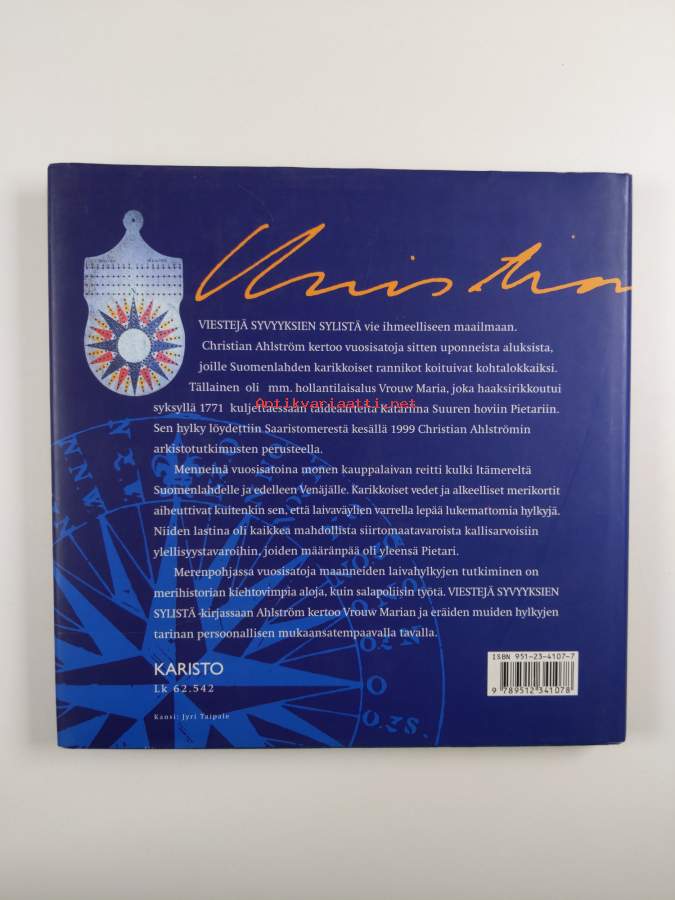 VIESTEJÄ SYVYYKSIEN SYLISTÄ vie ihmeelliseen maailmaan.
Christian Ahlström kertoo vuosisatoja sitten uponneista aluksista,
joille Suomenlahden karikkoiset rannikot koituivat kohtalokkaiksi.
Tällainen oli mm. hollantilaisalus Vrouw Maria, joka haaksirikkoutui
Antikvariaatti.net
syksyllä 1771 kuljettaessaan taideaarteita Katariina Suuren hoviin Pietariin.
Sen hylky löydettiin Saaristomerestä kesällä 1999 Christian Ahlströmin
arkistotutkimusten perusteella.
Menneinä vuosisatoina monen kauppalaivan reitti kulki Itämereltä
Suomenlahdelle ja edelleen Venäjälle. Karikkoiset vedet ja alkeelliset merikortit
aiheuttivat kuitenkin sen, että laivaväylien varrella lepää lukemattomia hylkyjä.
Niiden lastina oli kaikkea mahdollista siirtomaatavaroista kallisarvoisiin
ylellisyystavaroihin, joiden määränpää oli yleensä Pietari.
Merenpohjassa vuosisatoja maanneiden laivahylkyjen tutkiminen on
merihistorian kiehtovimpia aloja, kuin salapoliisin työtä. VIESTEJÄ SYVYYKSIEN
SYLISTÄ -kirjassaan Ahlström kertoo Vrouw Marian ja eräiden muiden hylkyjen
tarinan persoonallisen mukaansatempaavalla tavalla.
KARISTO
Lk 62.542
Kansi: Jyri Taipale
ISBN 951-23-4107-7
9 789512 341078